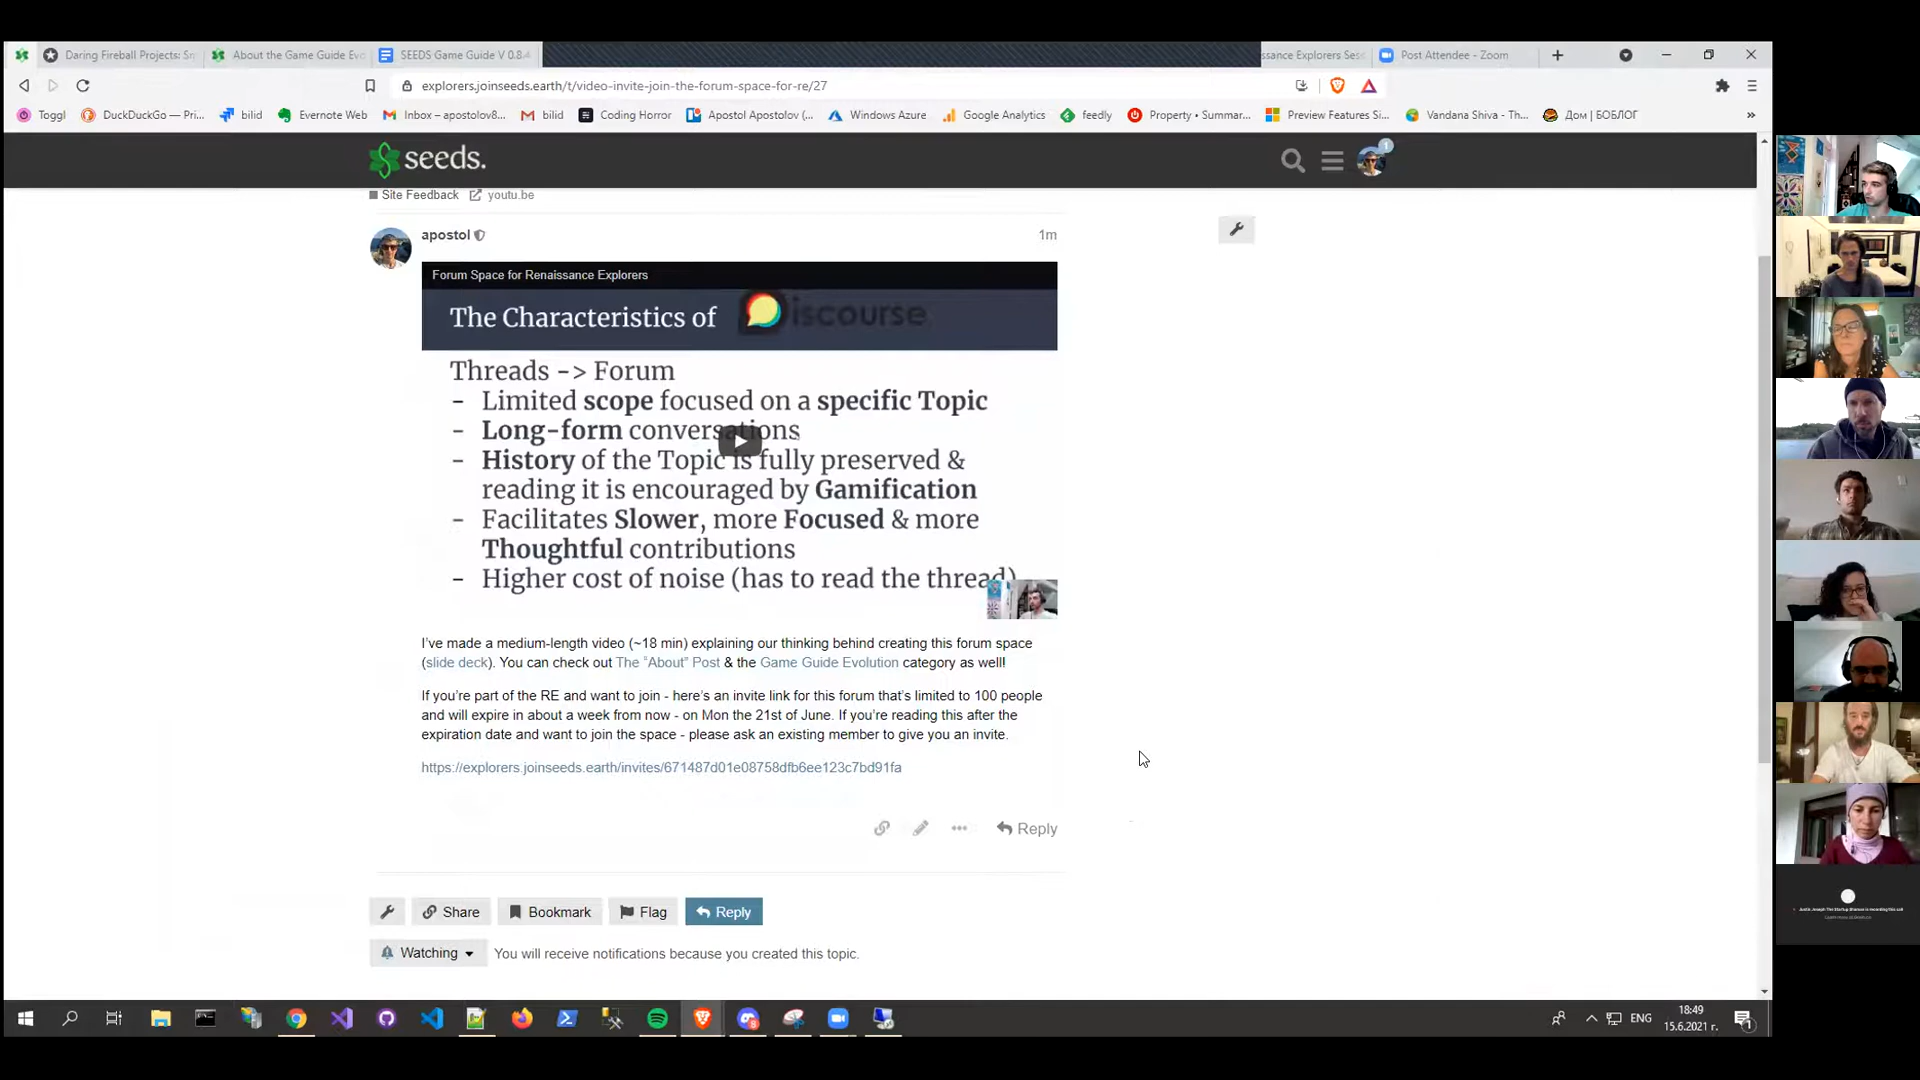 Daring Fireball Projects: Sn
About the Game Guide Evo
SEEDS Game Guide V 0.8.4
ssance Explorers Sess
Post Attendee - Zoom
explorers.joinseeds.earth/t/video-invite-join-the-forum-space-for-re/27
Toggl
DuckDuckGo — Pri...
bilid
Evernote Web
Inbox – apostolov8...
bilid
Coding Horror
Apostol Apostolov (...
Windows Azure
Google Analytics
feedly
Property • Summar...
Preview Features Si...
Vandana Shiva - Th...
Дом | БОБЛОГ
seeds.
1
Site Feedback
youtu.be
apostol
1m
Forum Space for Renaissance Explorers
The Characteristics of Discourse
Threads -> Forum
- Limited scope focused on a specific Topic
- Long-form conversations
- History of the Topic is fully preserved &
reading it is encouraged by Gamification
- Facilitates Slower, more Focused & more
Thoughtful contributions
- Higher cost of noise (has to read the thread)
I've made a medium-length video (~18 min) explaining our thinking behind creating this forum space
(slide deck). You can check out The "About" Post & the Game Guide Evolution category as well!
If you're part of the RE and want to join - here's an invite link for this forum that's limited to 100 people
and will expire in about a week from now - on Mon the 21st of June. If you're reading this after the
expiration date and want to join the space - please ask an existing member to give you an invite.
https://explorers.joinseeds.earth/invites/671487d01e08758dfb6ee123c7bd91fa
Reply
Share
Bookmark
Flag
Reply
Watching
You will receive notifications because you created this topic.
ENG
18:49
15.6.2021 г.
1